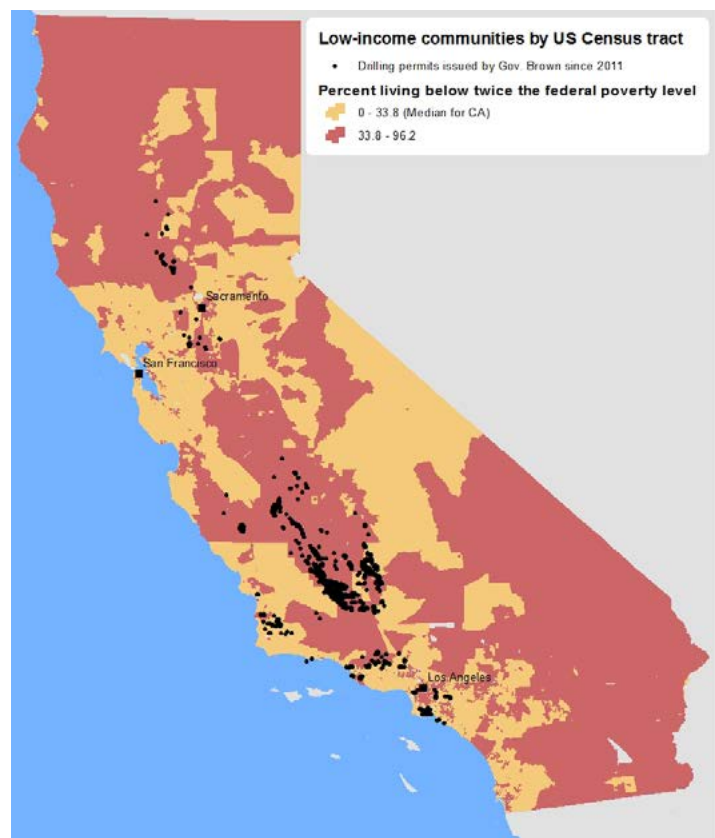 Low-income communities by US Census tract
Drilling permits issued by Gov. Brown since 2011
Percent living below twice the federal poverty level
0 - 33.8 (Median for CA)
33.8 - 96.2
Sacramento
San Francisco
Los Angeles